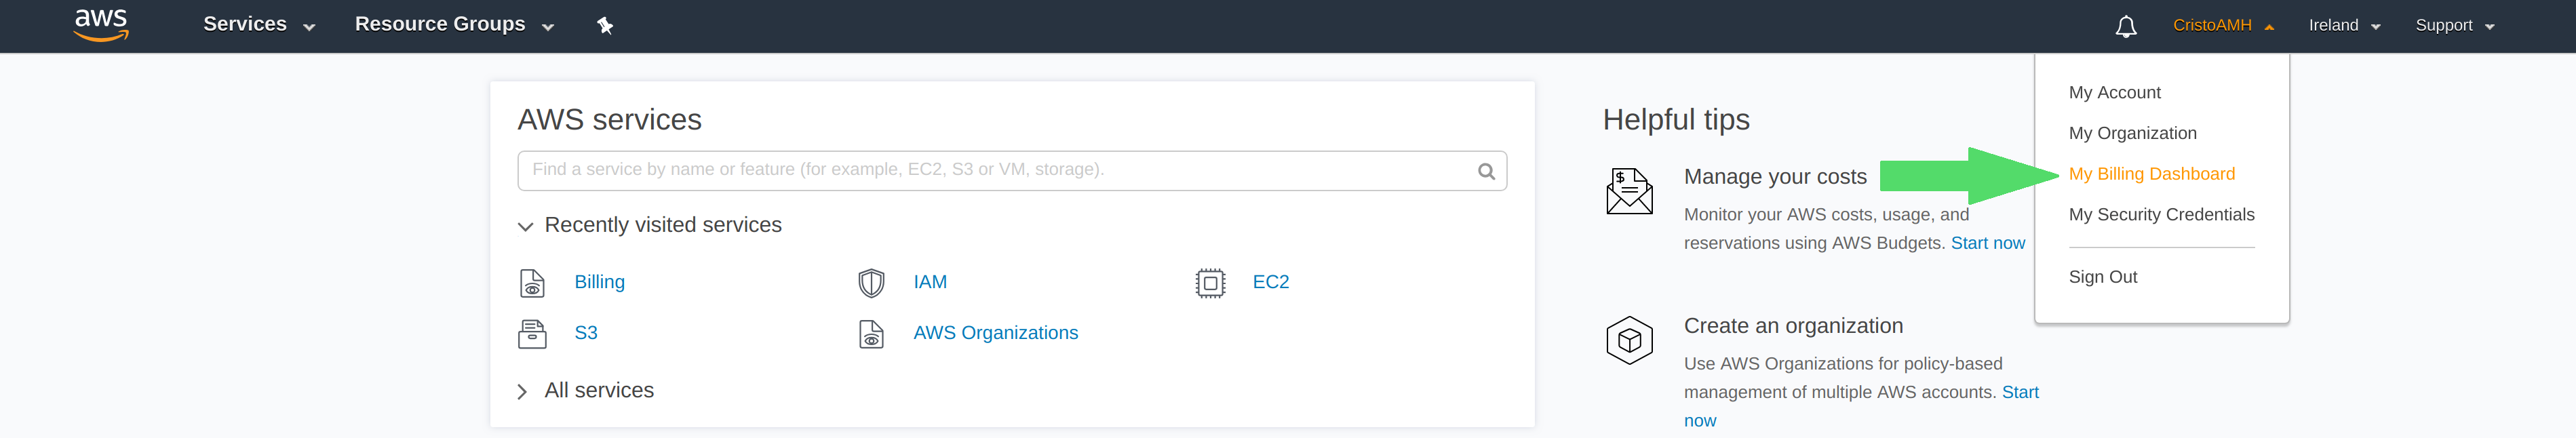 aws Services Resource Groups CristoAMH Ireland Support
AWS services
Find a service by name or feature (for example, EC2, S3 or VM, storage).
Recently visited services
Billing IAM EC2
S3 AWS Organizations
All services
Helpful tips
$
Manage your costs
Monitor your AWS costs, usage, and
reservations using AWS Budgets. Start now
Create an organization
Use AWS Organizations for policy-based
management of multiple AWS accounts. Start
now
My Account
My Organization
My Billing Dashboard
My Security Credentials
Sign Out